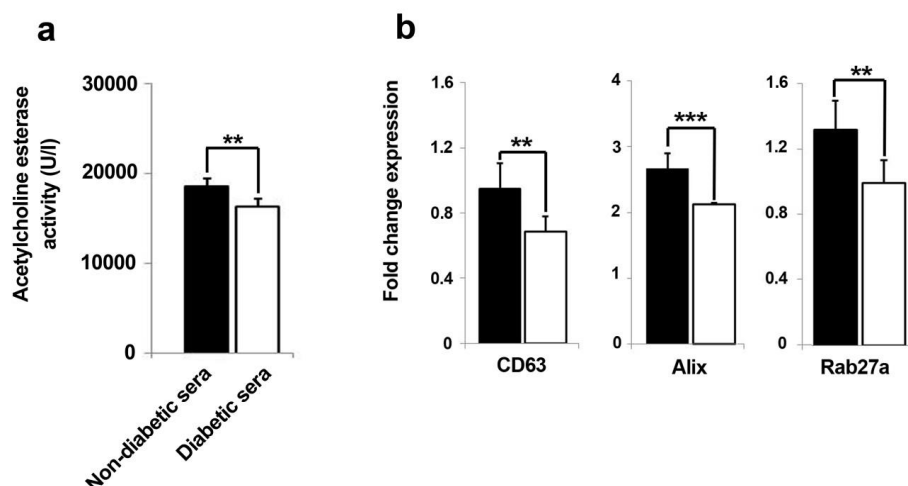 a
Acetylcholine esterase
activity (U/l)
30000
20000
10000
0
**
Non-diabetic sera
Diabetic sera
b
Fold change expression
1.6
1.2
0.8
0.4
0
**
CD63
4
3
2
1
0
***
Alix
1.6
1.2
0.8
0.4
0
**
Rab27a